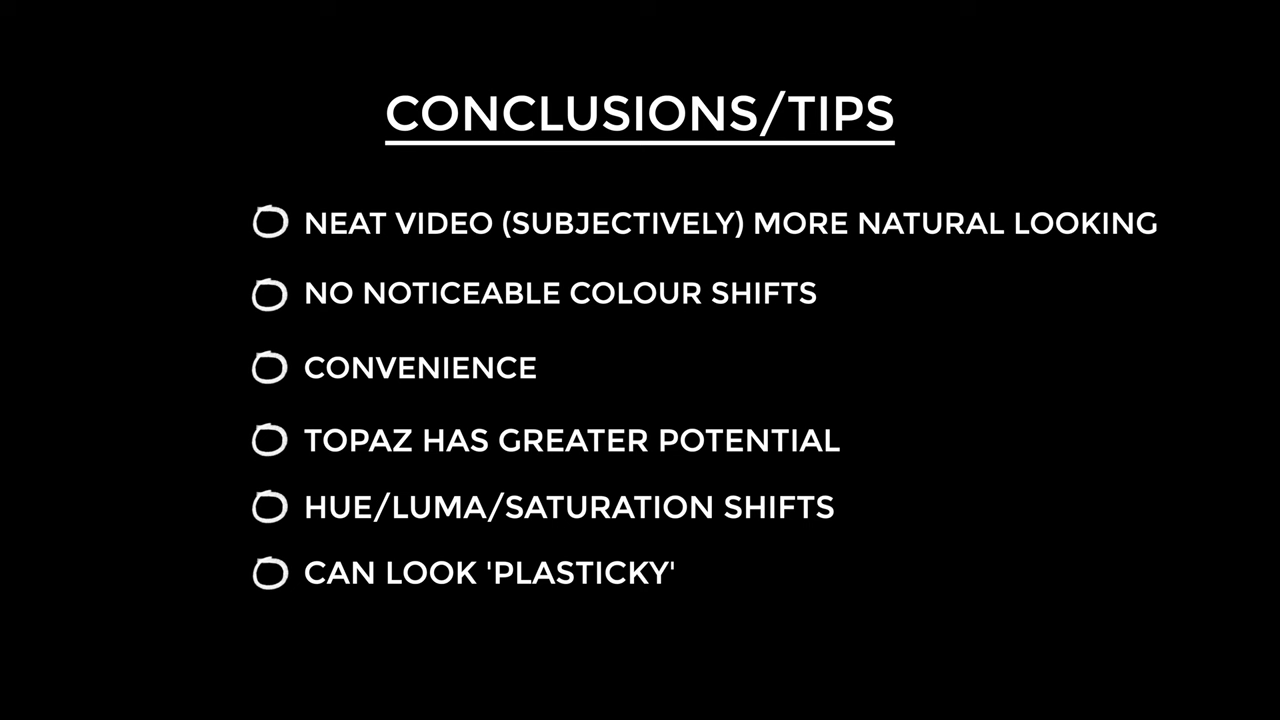 CONCLUSIONS/TIPS
NEAT VIDEO (SUBJECTIVELY) MORE NATURAL LOOKING
NO NOTICEABLE COLOUR SHIFTS
CONVENIENCE
TOPAZ HAS GREATER POTENTIAL
HUE/LUMA/SATURATION SHIFTS
CAN LOOK 'PLASTICKY'